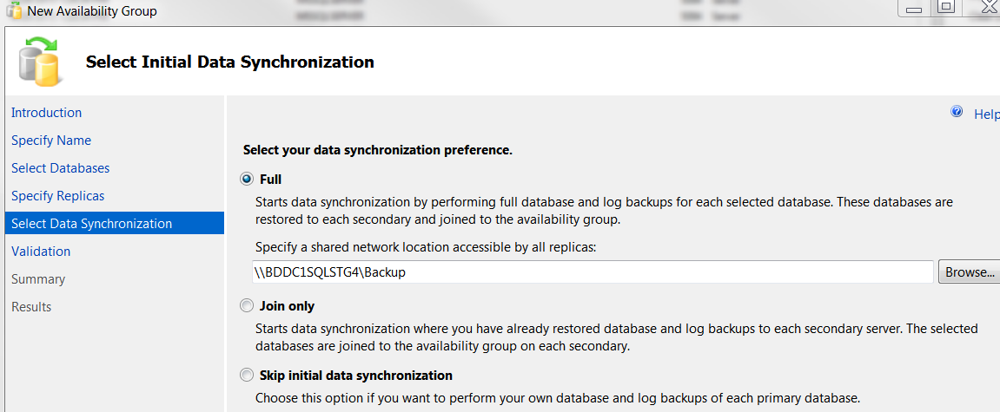 New Availability Group
Select Initial Data Synchronization
Introduction
Specify Name
Select Databases
Specify Replicas
Select Data Synchronization
Validation
Summary
Results
Help
Select your data synchronization preference.
Full
Starts data synchronization by performing full database and log backups for each selected database. These databases are
restored to each secondary and joined to the availability group.
Specify a shared network location accessible by all replicas:
\\BDDC1SQLSTG4\Backup
Browse...
Join only
Starts data synchronization where you have already restored database and log backups to each secondary server. The selected
databases are joined to the availability group on each secondary.
Skip initial data synchronization
Choose this option if you want to perform your own database and log backups of each primary database.